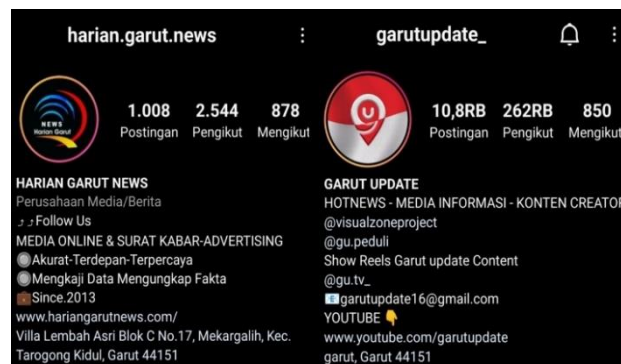 harian.garut.news
NEWS
Harian Garut
1.008 2.544 878
Postingan Pengikut Mengikut
HARIAN GARUT NEWS
Perusahaan Media/Berita
Follow Us
MEDIA ONLINE & SURAT KABAR-ADVERTISING
Akurat-Terdepan-Terpercaya
Mengkaji Data Mengungkap Fakta
Since.2013
www.hariangarutnews.com/
Villa Lembah Asri Blok C No.17, Mekargalih, Kec.
Tarogong Kidul, Garut 44151
garutupdate_
10,8RB 262RB 850
Postingan Pengikut Mengikut
GARUT UPDATE
HOTNEWS - MEDIA INFORMASI - KONTEN CREATOR
@visualzoneproject
@gu.peduli
Show Reels Garut update Content
@gu.tv_
📧garutupdate16@gmail.com
YOUTUBE 👇
www.youtube.com/garutupdate
garut, Garut 44151